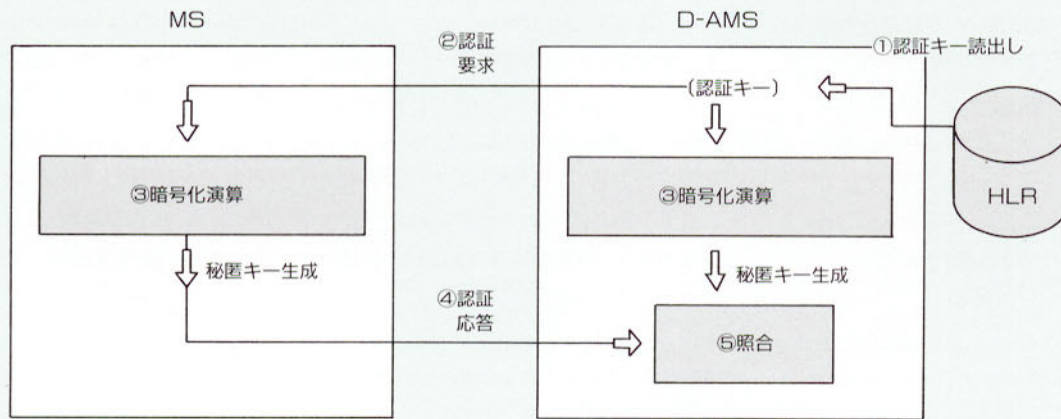 MS
D-AMS
①認証キー読出し
②認証
要求
(認証キー)
③暗号化演算
③暗号化演算
HLR
秘匿キー生成
秘匿キー生成
④認証
応答
⑤照合